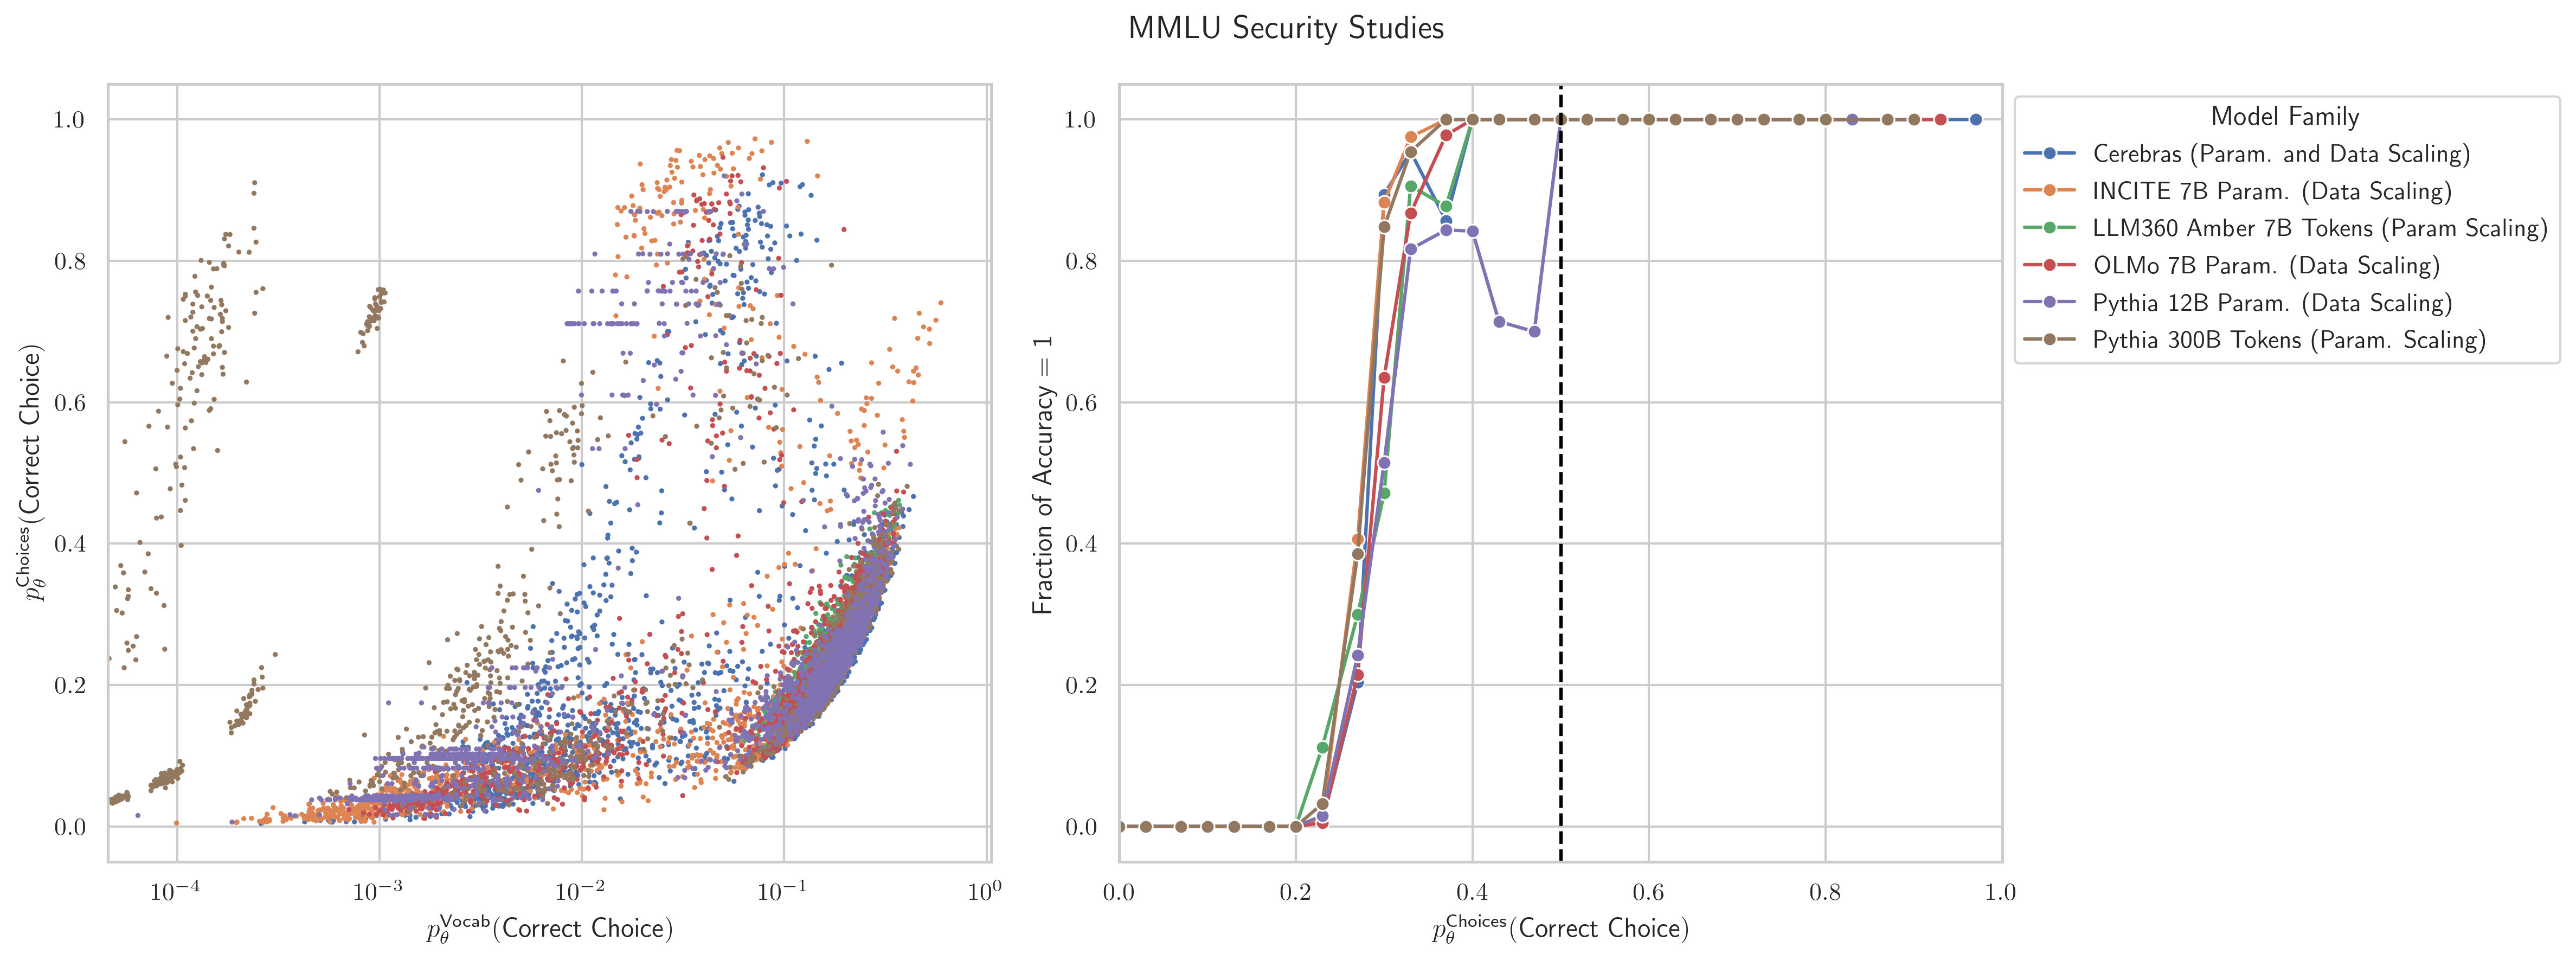 MMLU Security Studies
1.0
0.8
0.6
0.4
0.2
0.0
p_θ^Choices(Correct Choice)
10^−4
10^−3
10^−2
10^−1
10^0
p_θ^Vocab(Correct Choice)
1.0
0.8
0.6
0.4
0.2
0.0
Fraction of Accuracy = 1
0.0
0.2
0.4
0.6
0.8
1.0
p_θ^Choices(Correct Choice)
Model Family
Cerebras (Param. and Data Scaling)
INCITE 7B Param. (Data Scaling)
LLM360 Amber 7B Tokens (Param Scaling)
OLMo 7B Param. (Data Scaling)
Pythia 12B Param. (Data Scaling)
Pythia 300B Tokens (Param. Scaling)